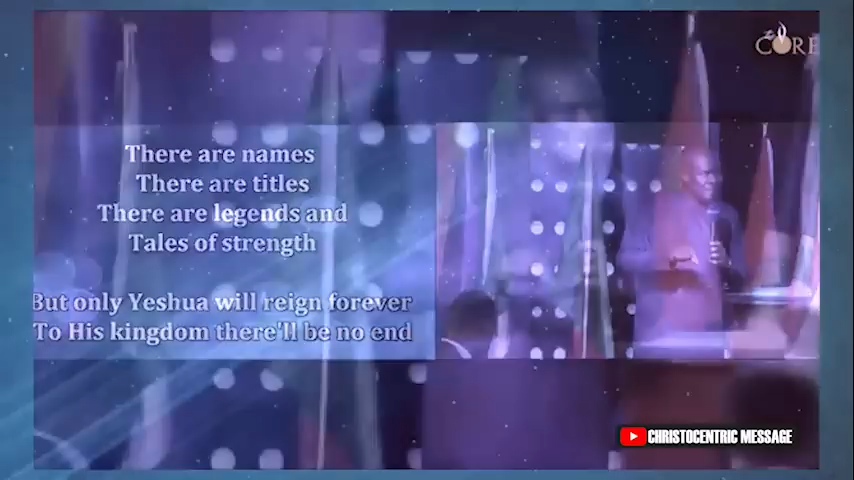 CORE
There are names
There are titles
There are legends and
Tales of strength
But only Yeshua will reign forever
To His kingdom there'll be no end
CHRISTOCENTRIC MESSAGE